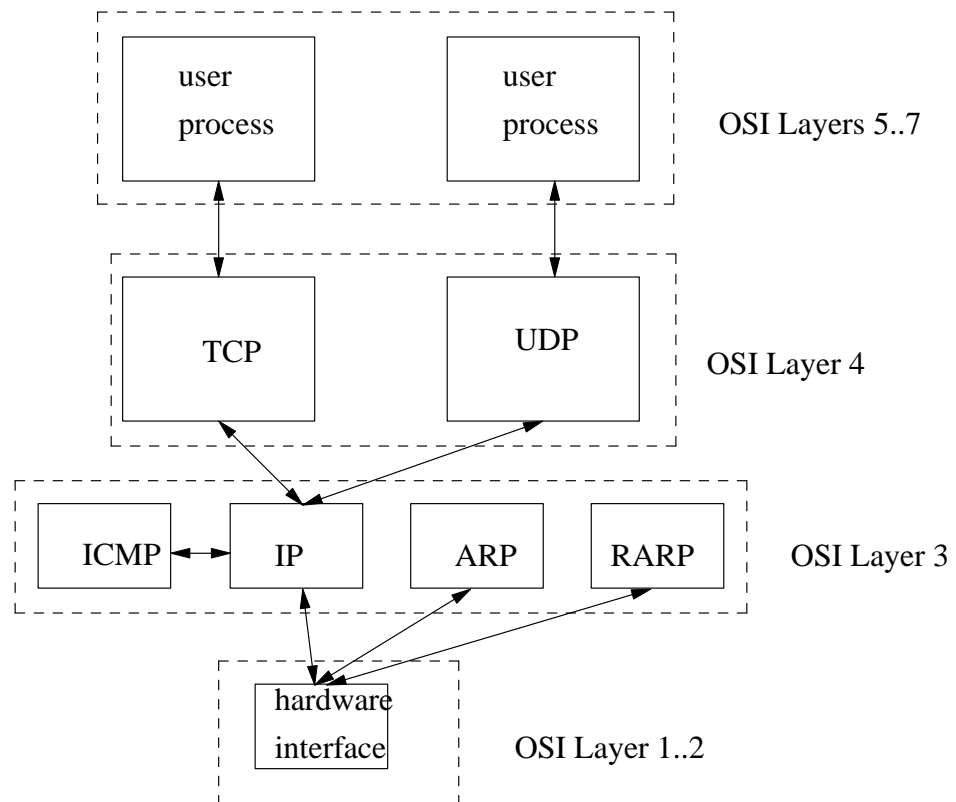 user
process
user
process
OSI Layers 5..7
TCP
UDP
OSI Layer 4
ICMP
IP
ARP
RARP
OSI Layer 3
hardware
interface
OSI Layer 1..2